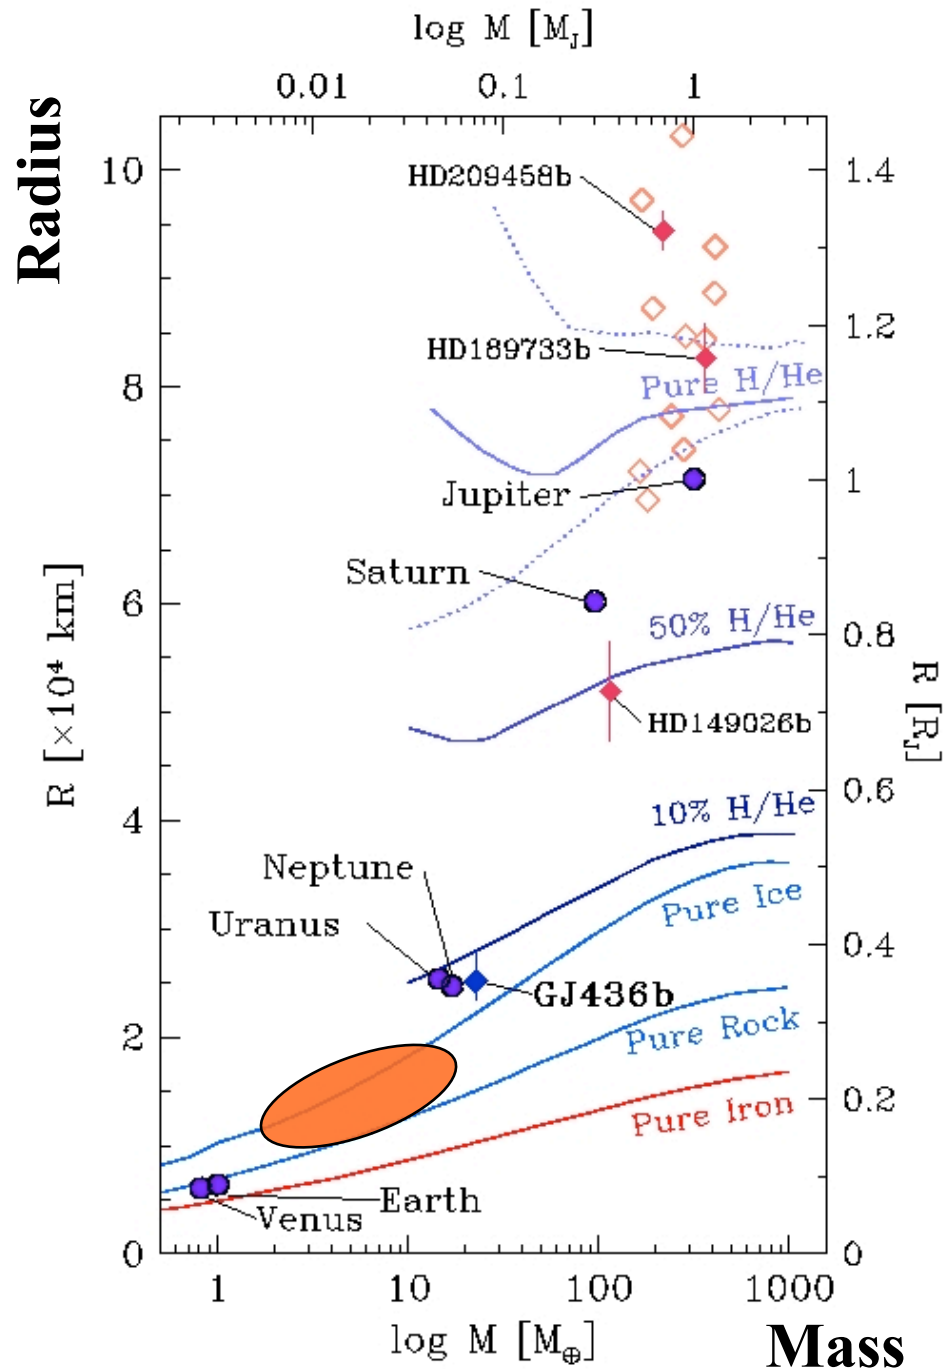 log M [M_J]
0.01 0.1 1
Radius
10 1.4
HD209458b
1.2
HD189733b
Pure H/He
8
Jupiter 1
Saturn
6
50% H/He
0.8
R [×10⁴ km]
R [R_J]
HD149026b
0.6
10% H/He
4
Neptune
Pure Ice
Uranus
0.4
GJ436b
2
Pure Rock
0.2
Pure Iron
Earth
Venus
0 0
1 10 100 1000
log M [M⊕]
Mass